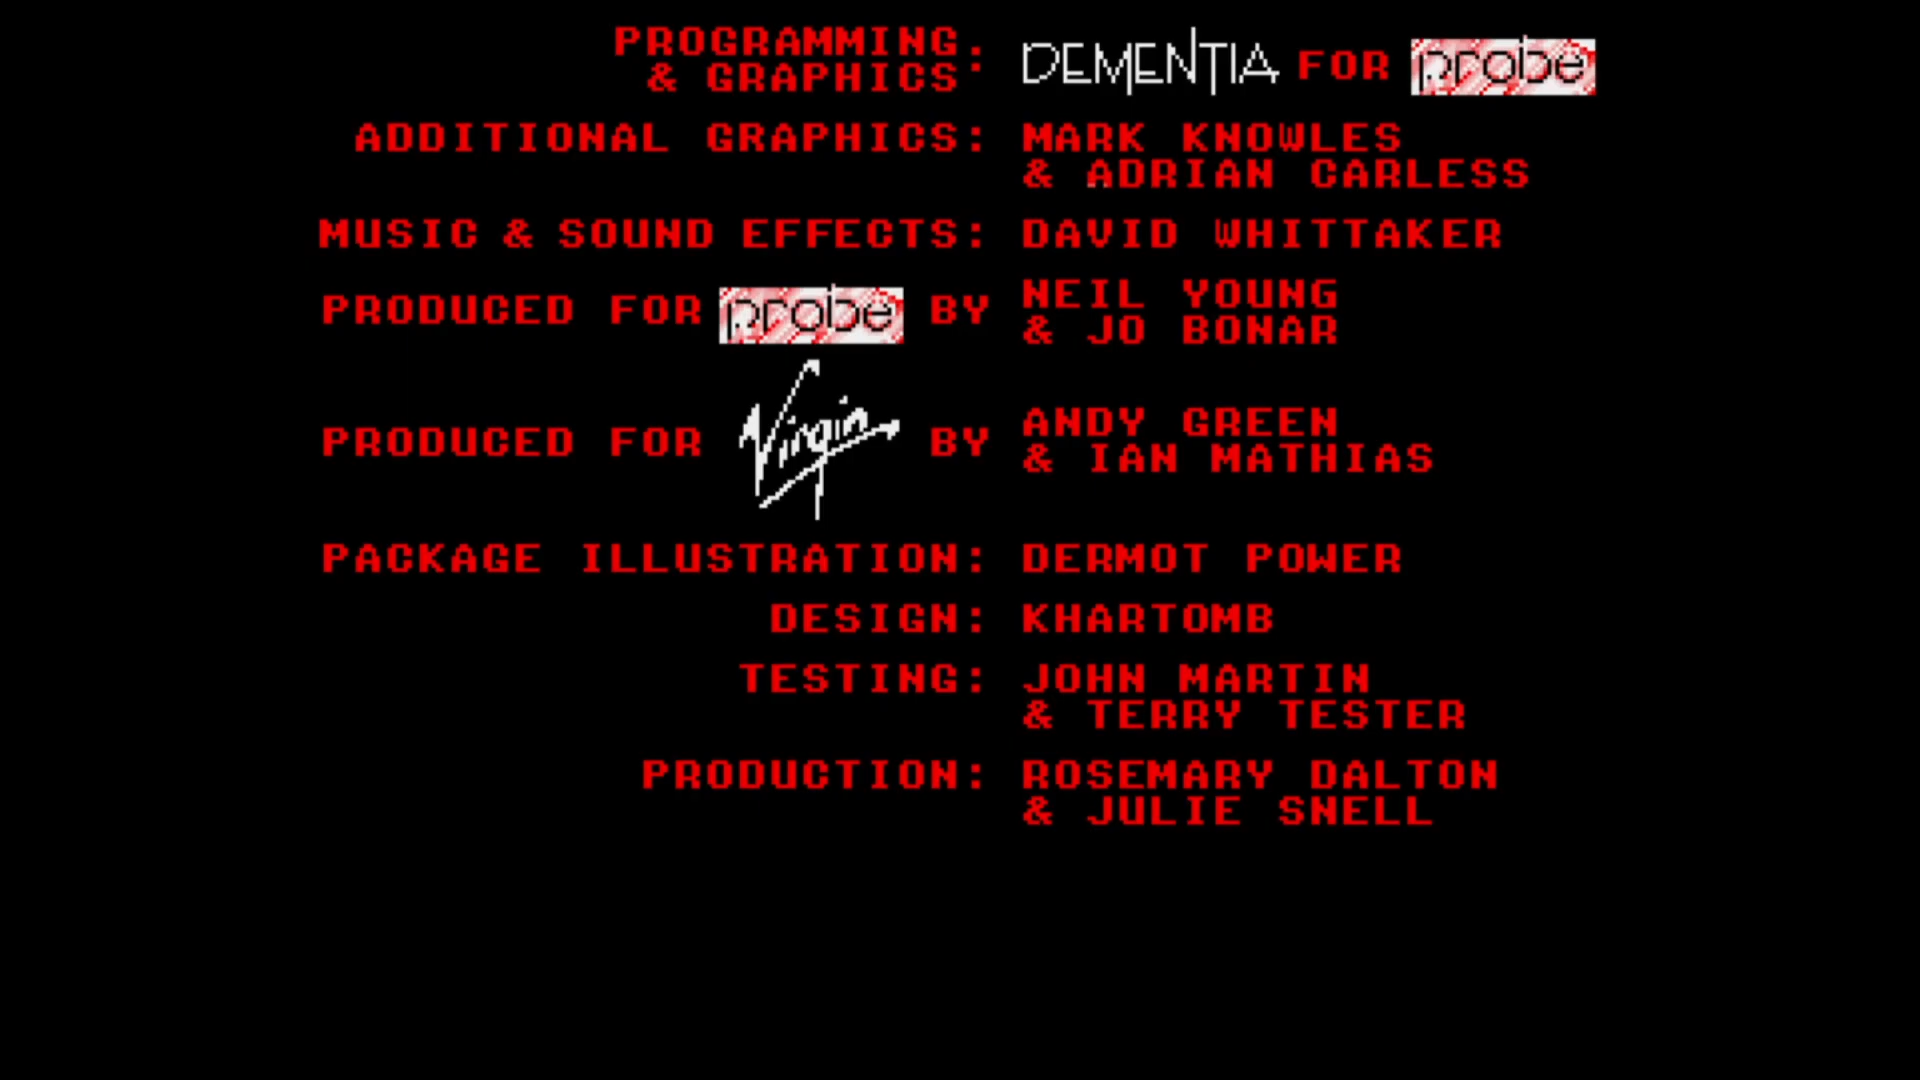 PROGRAMMING
& GRAPHICS: DEMENTIA FOR probe
ADDITIONAL GRAPHICS: MARK KNOWLES
& ADRIAN CARLESS
MUSIC & SOUND EFFECTS: DAVID WHITTAKER
PRODUCED FOR probe BY NEIL YOUNG
& JO BONAR
PRODUCED FOR Virgin BY ANDY GREEN
& IAN MATHIAS
PACKAGE ILLUSTRATION: DERMOT POWER
DESIGN: KHARTOMB
TESTING: JOHN MARTIN
& TERRY TESTER
PRODUCTION: ROSEMARY DALTON
& JULIE SNELL